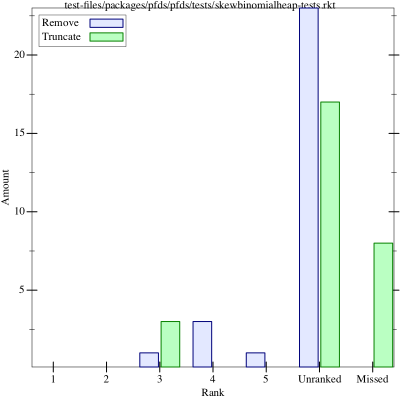 test-files/packages/pfds/pfds/tests/skewbinomialheap-tests.rkt
Remove
Truncate
20
15
10
5
Amount
1 2 3 4 5 Unranked Missed
Rank